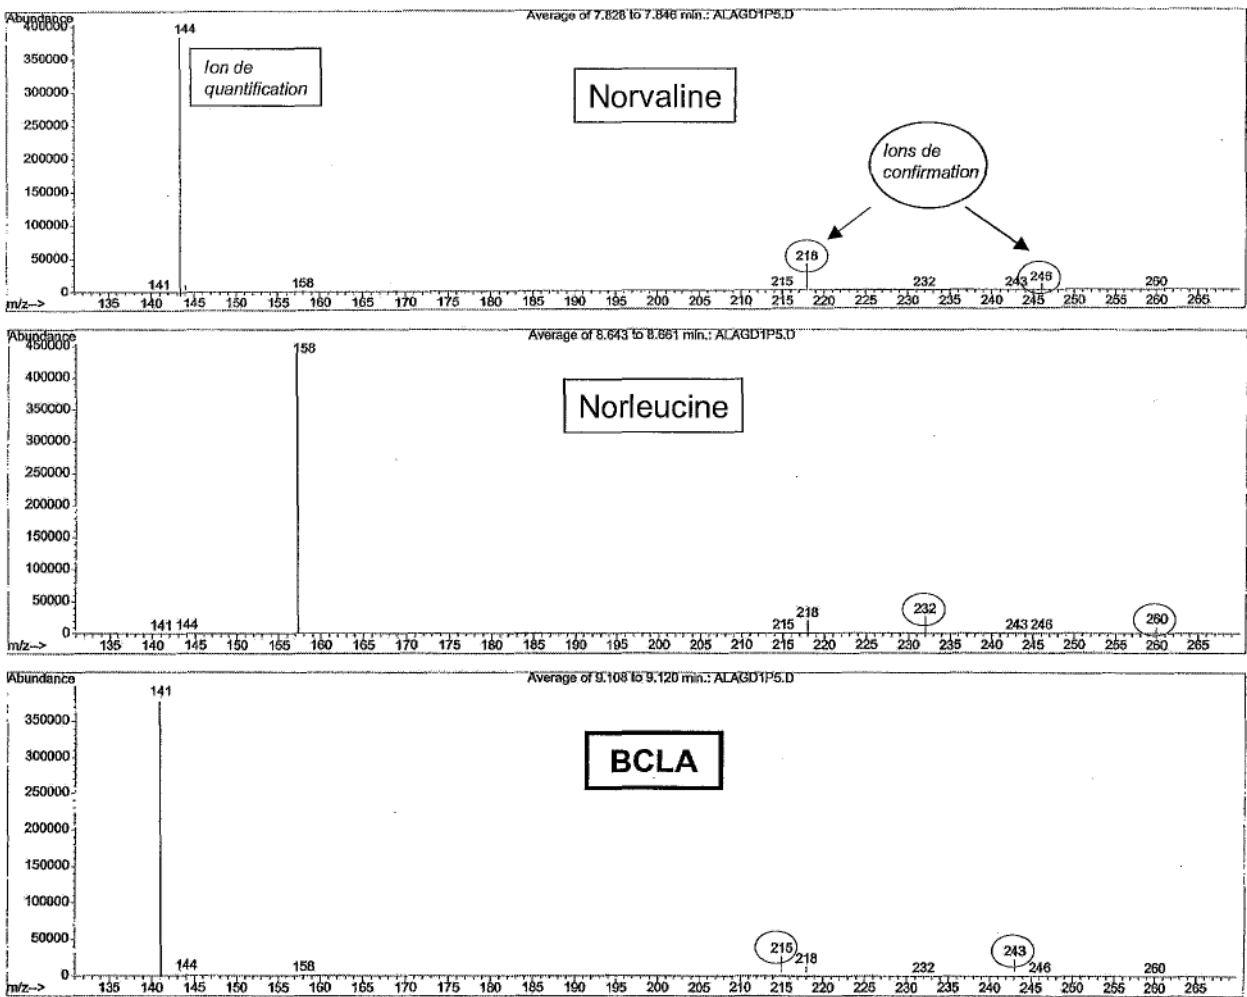 Abundance
Average of 7.828 to 7.846 min.: ALAGD1P5.D
400000
144
Ion de
quantification
Norvaline
350000
300000
250000
200000
150000
100000
50000
0
Ions de
confirmation
141
158
215
218
232
243
246
260
m/z-->
135 140 145 150 155 160 165 170 175 180 185 190 195 200 205 210 215 220 225 230 235 240 245 250 255 260 265
Abundance
Average of 8.643 to 8.661 min.: ALAGD1P5.D
450000
158
Norleucine
400000
350000
300000
250000
200000
150000
100000
50000
0
141 144
215
218
232
243 246
260
m/z-->
135 140 145 150 155 160 165 170 175 180 185 190 195 200 205 210 215 220 225 230 235 240 245 250 255 260 265
Abundance
Average of 9.108 to 9.120 min.: ALAGD1P5.D
141
BCLA
350000
300000
250000
200000
150000
100000
50000
0
144
158
215
218
232
243
246
260
m/z-->
135 140 145 150 155 160 165 170 175 180 185 190 195 200 205 210 215 220 225 230 235 240 245 250 255 260 265